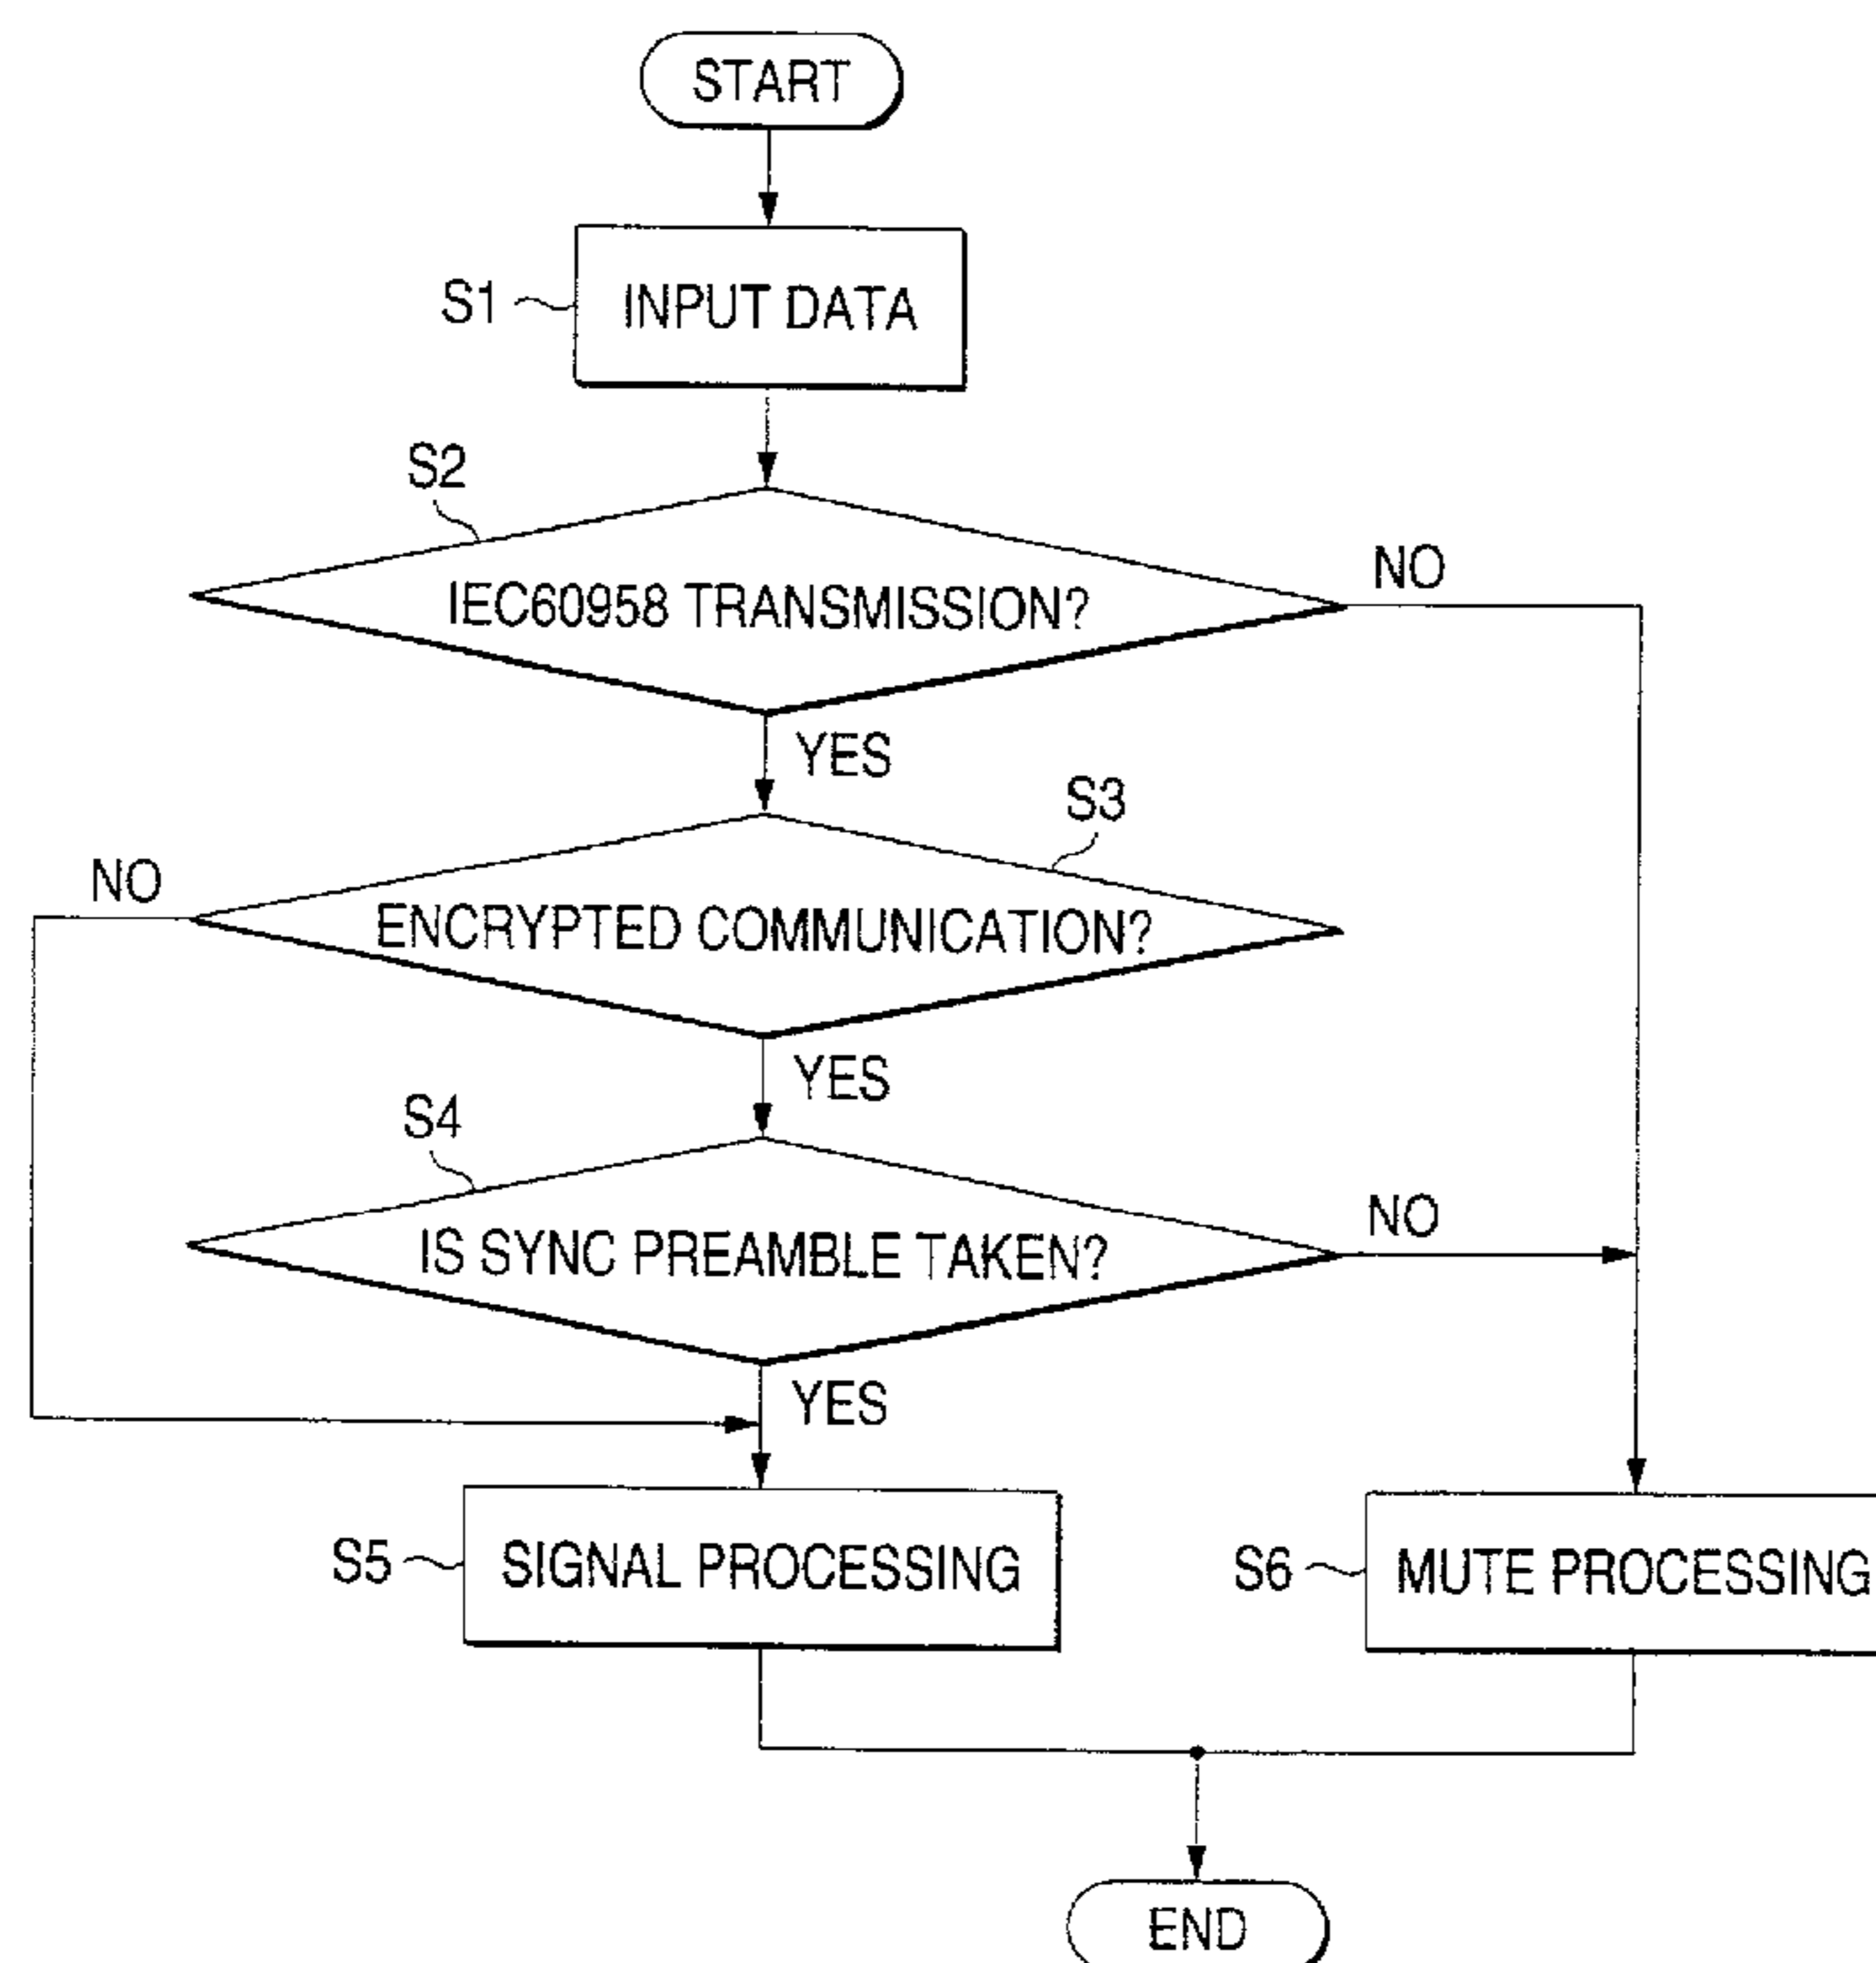 START
S1
INPUT DATA
S2
IEC60958 TRANSMISSION?
NO
YES
S3
NO
ENCRYPTED COMMUNICATION?
YES
S4
IS SYNC PREAMBLE TAKEN?
NO
YES
S5
SIGNAL PROCESSING
S6
MUTE PROCESSING
END